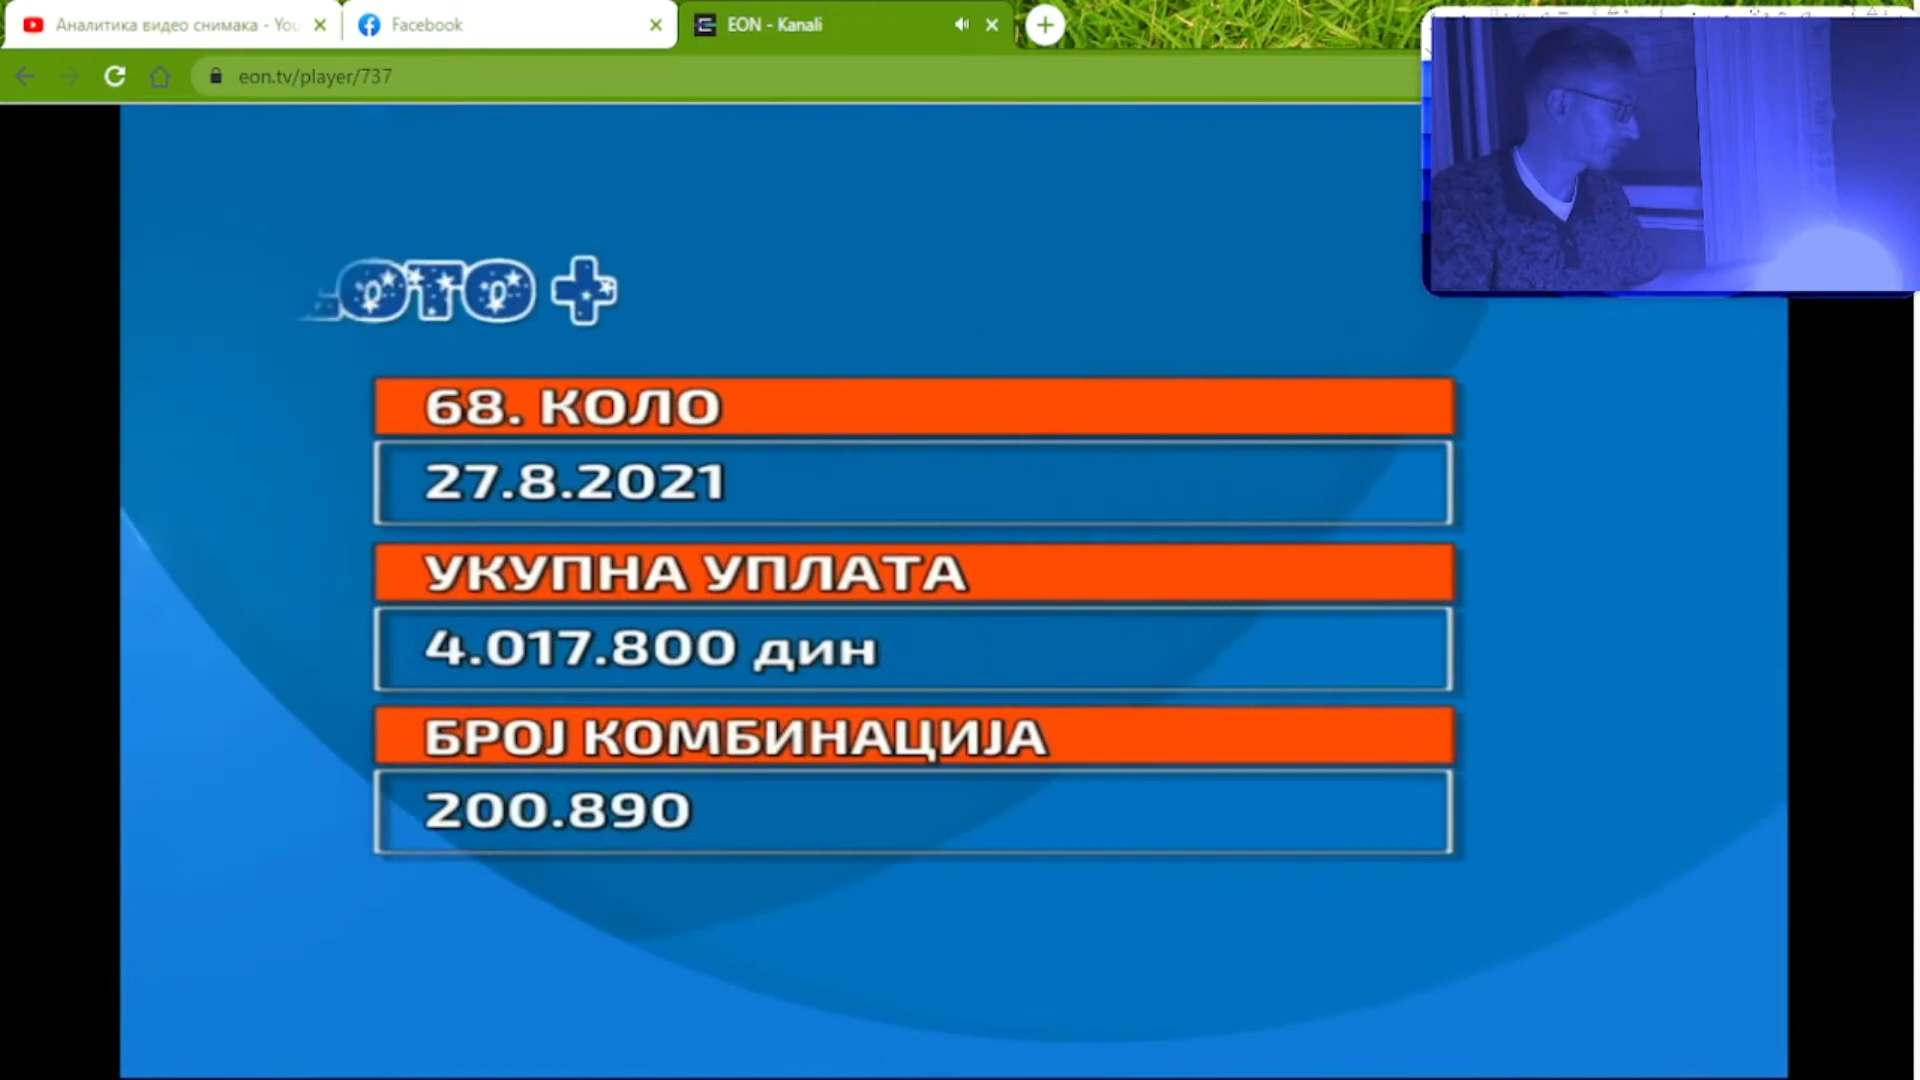 Аналитика видео снимака - You
Facebook
EON - Kanali
eon.tv/player/737
ЛОТО +
68. КОЛО
27.8.2021
УКУПНА УПЛАТА
4.017.800 дин
БРОЈ КОМБИНАЦИЈА
200.890